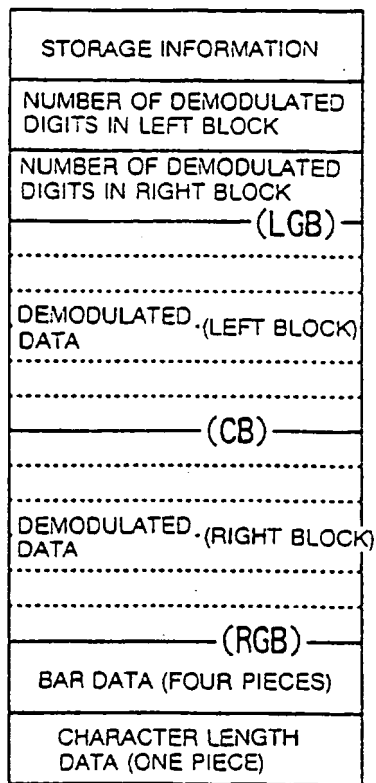 STORAGE INFORMATION
NUMBER OF DEMODULATED
DIGITS IN LEFT BLOCK
NUMBER OF DEMODULATED
DIGITS IN RIGHT BLOCK
(LGB)
DEMODULATED (LEFT BLOCK)
DATA
(CB)
DEMODULATED (RIGHT BLOCK)
DATA
(RGB)
BAR DATA (FOUR PIECES)
CHARACTER LENGTH
DATA (ONE PIECE)